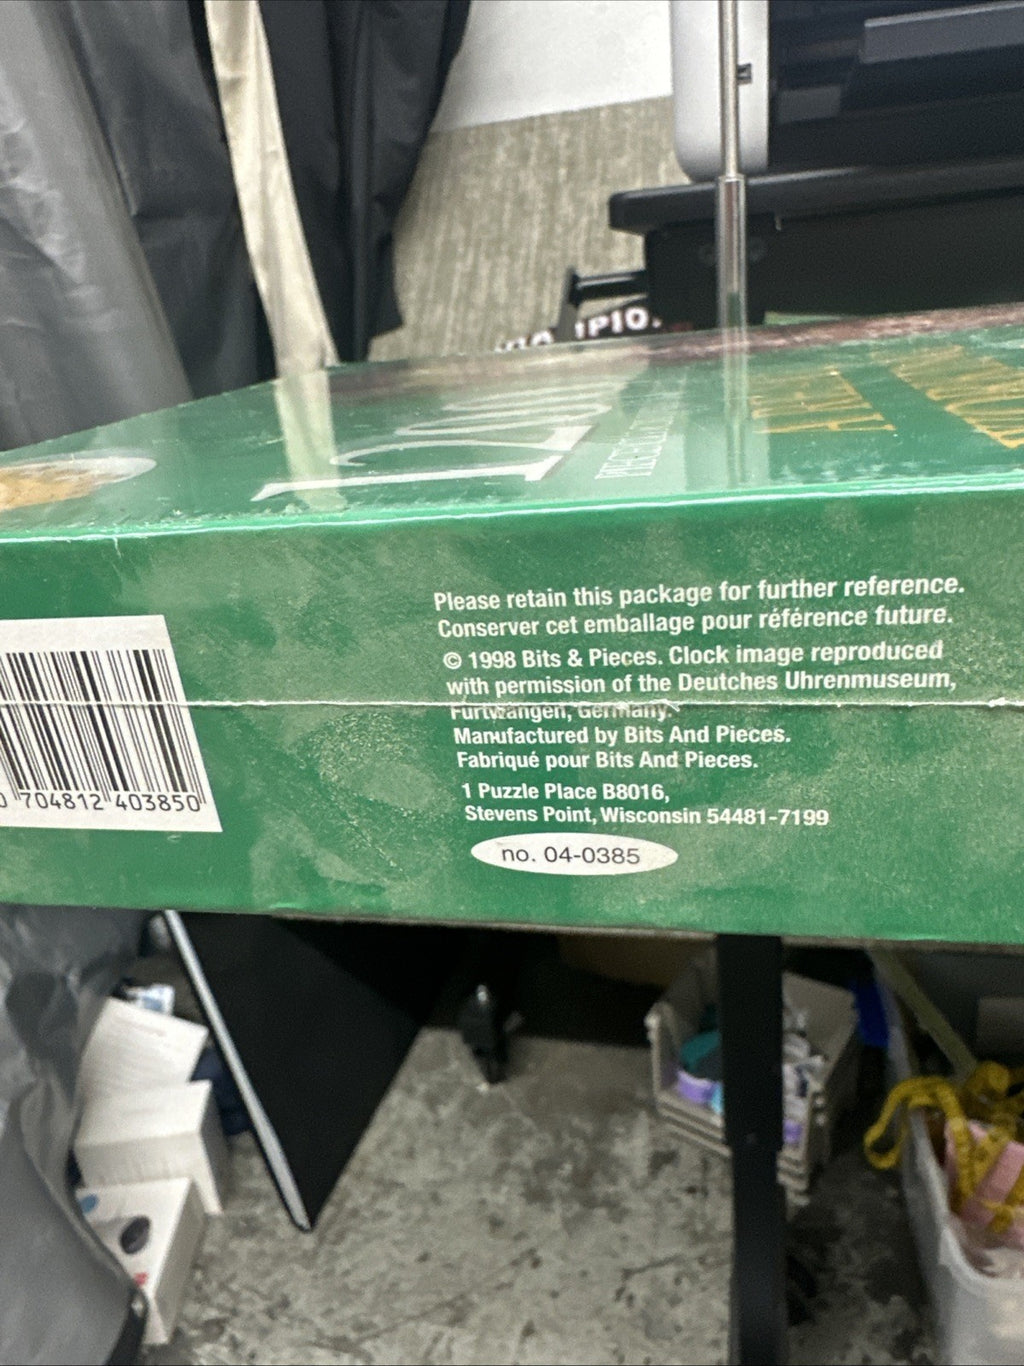 1200
Please retain this package for further reference.
Conserver cet emballage pour référence future.
© 1998 Bits & Pieces. Clock image reproduced
with permission of the Deutches Uhrenmuseum,
Furtwangen, Germany.
Manufactured by Bits And Pieces.
Fabriqué pour Bits And Pieces.
1 Puzzle Place B8016,
Stevens Point, Wisconsin 54481-7199
no. 04-0385
0 704812 403850